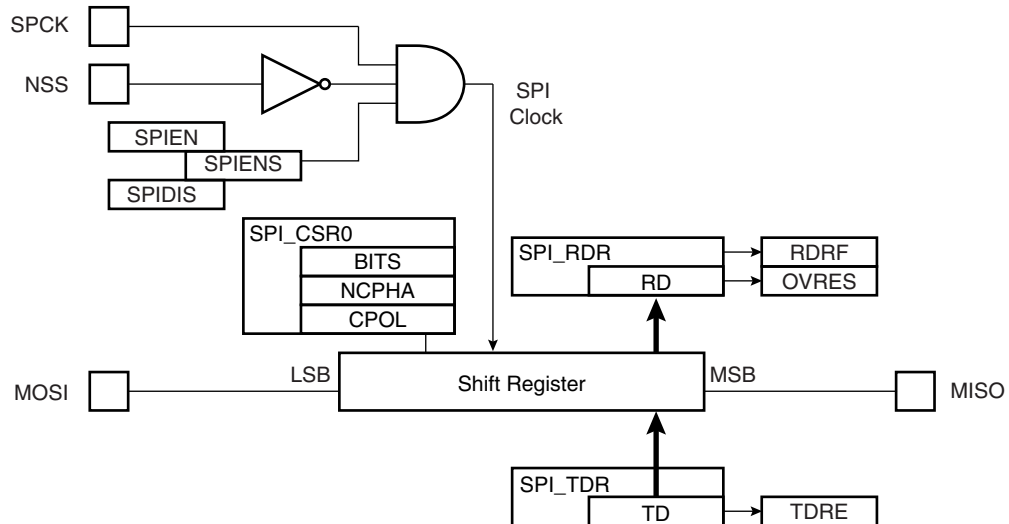 SPCK
NSS
SPI
Clock
SPIEN
SPIENS
SPIDIS
SPI_CSR0
BITS
NCPHA
CPOL
SPI_RDR
RD
RDRF
OVRES
MOSI
LSB
Shift Register
MSB
MISO
SPI_TDR
TD
TDRE